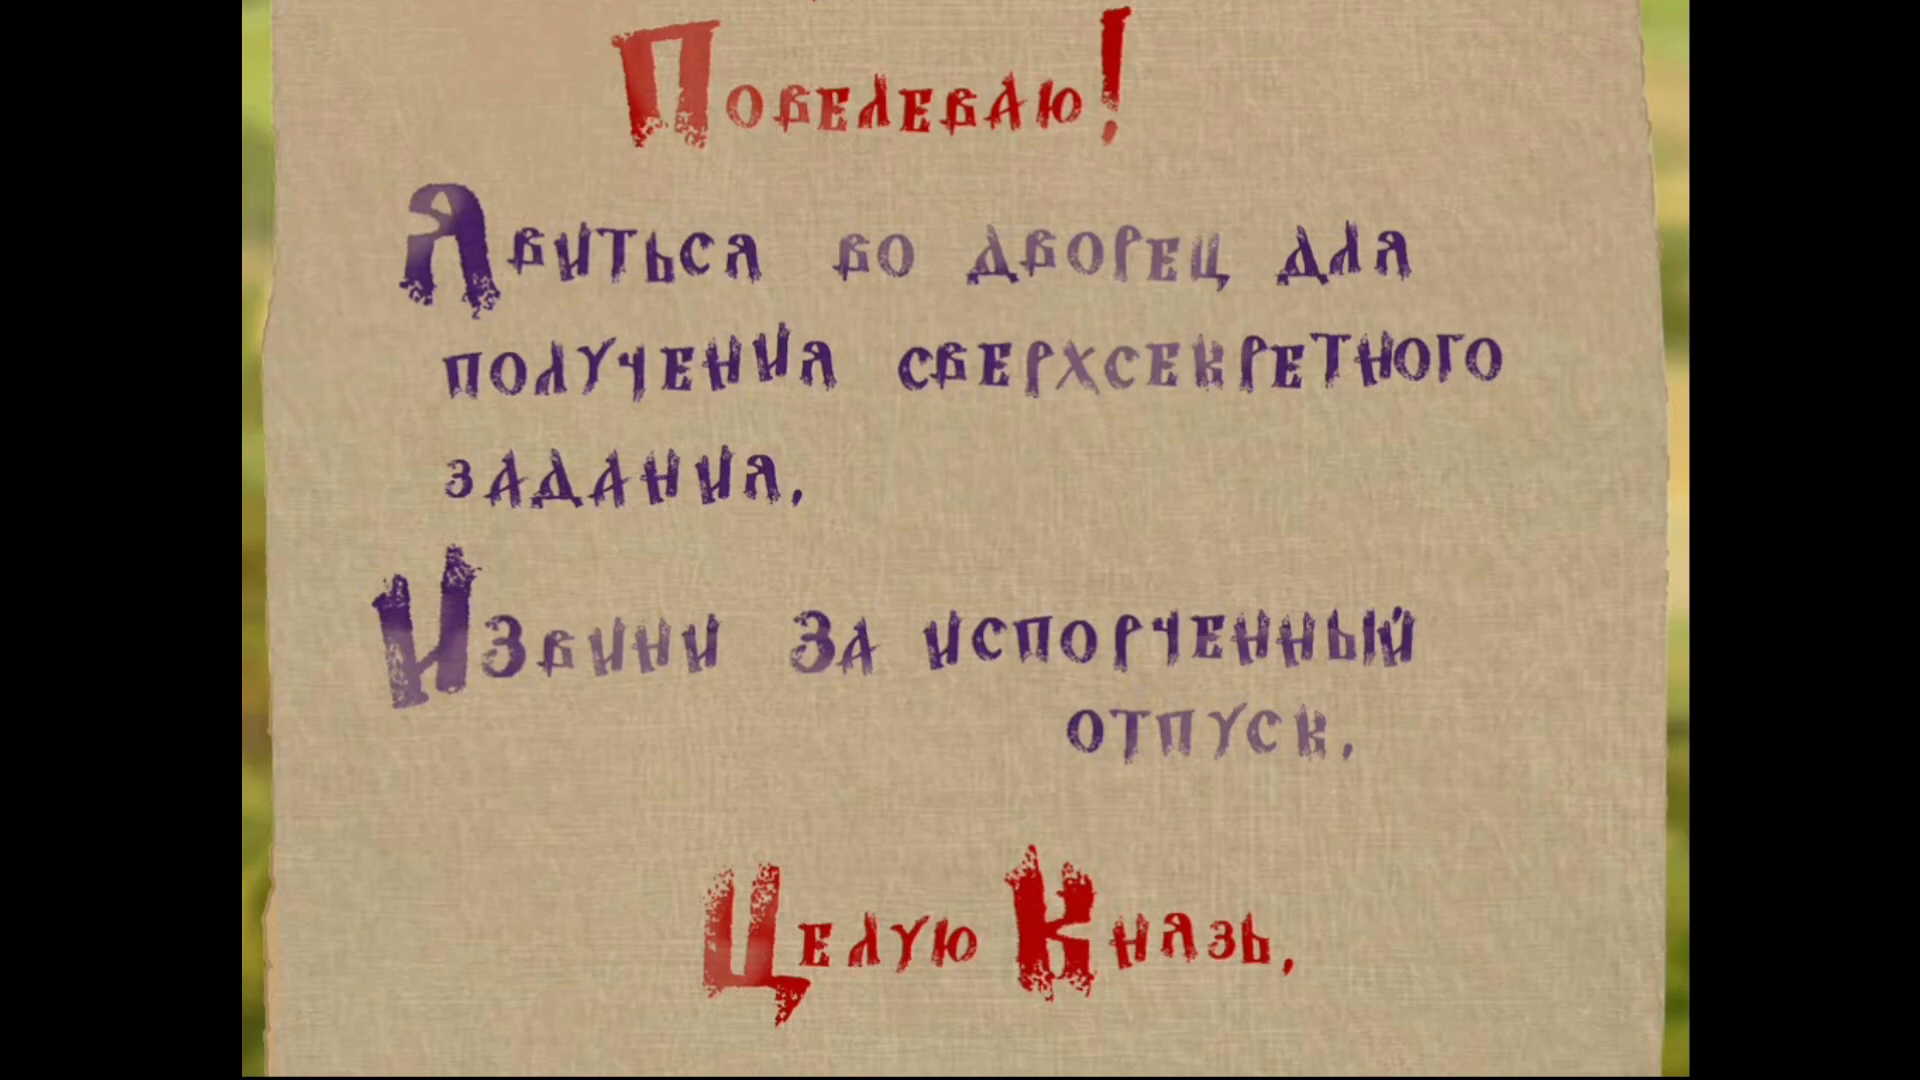 Повелеваю!
Явиться во дворец для
получения сверхсекретного
задания.
Извини За испорченный
отпуск.
Целую Князь.